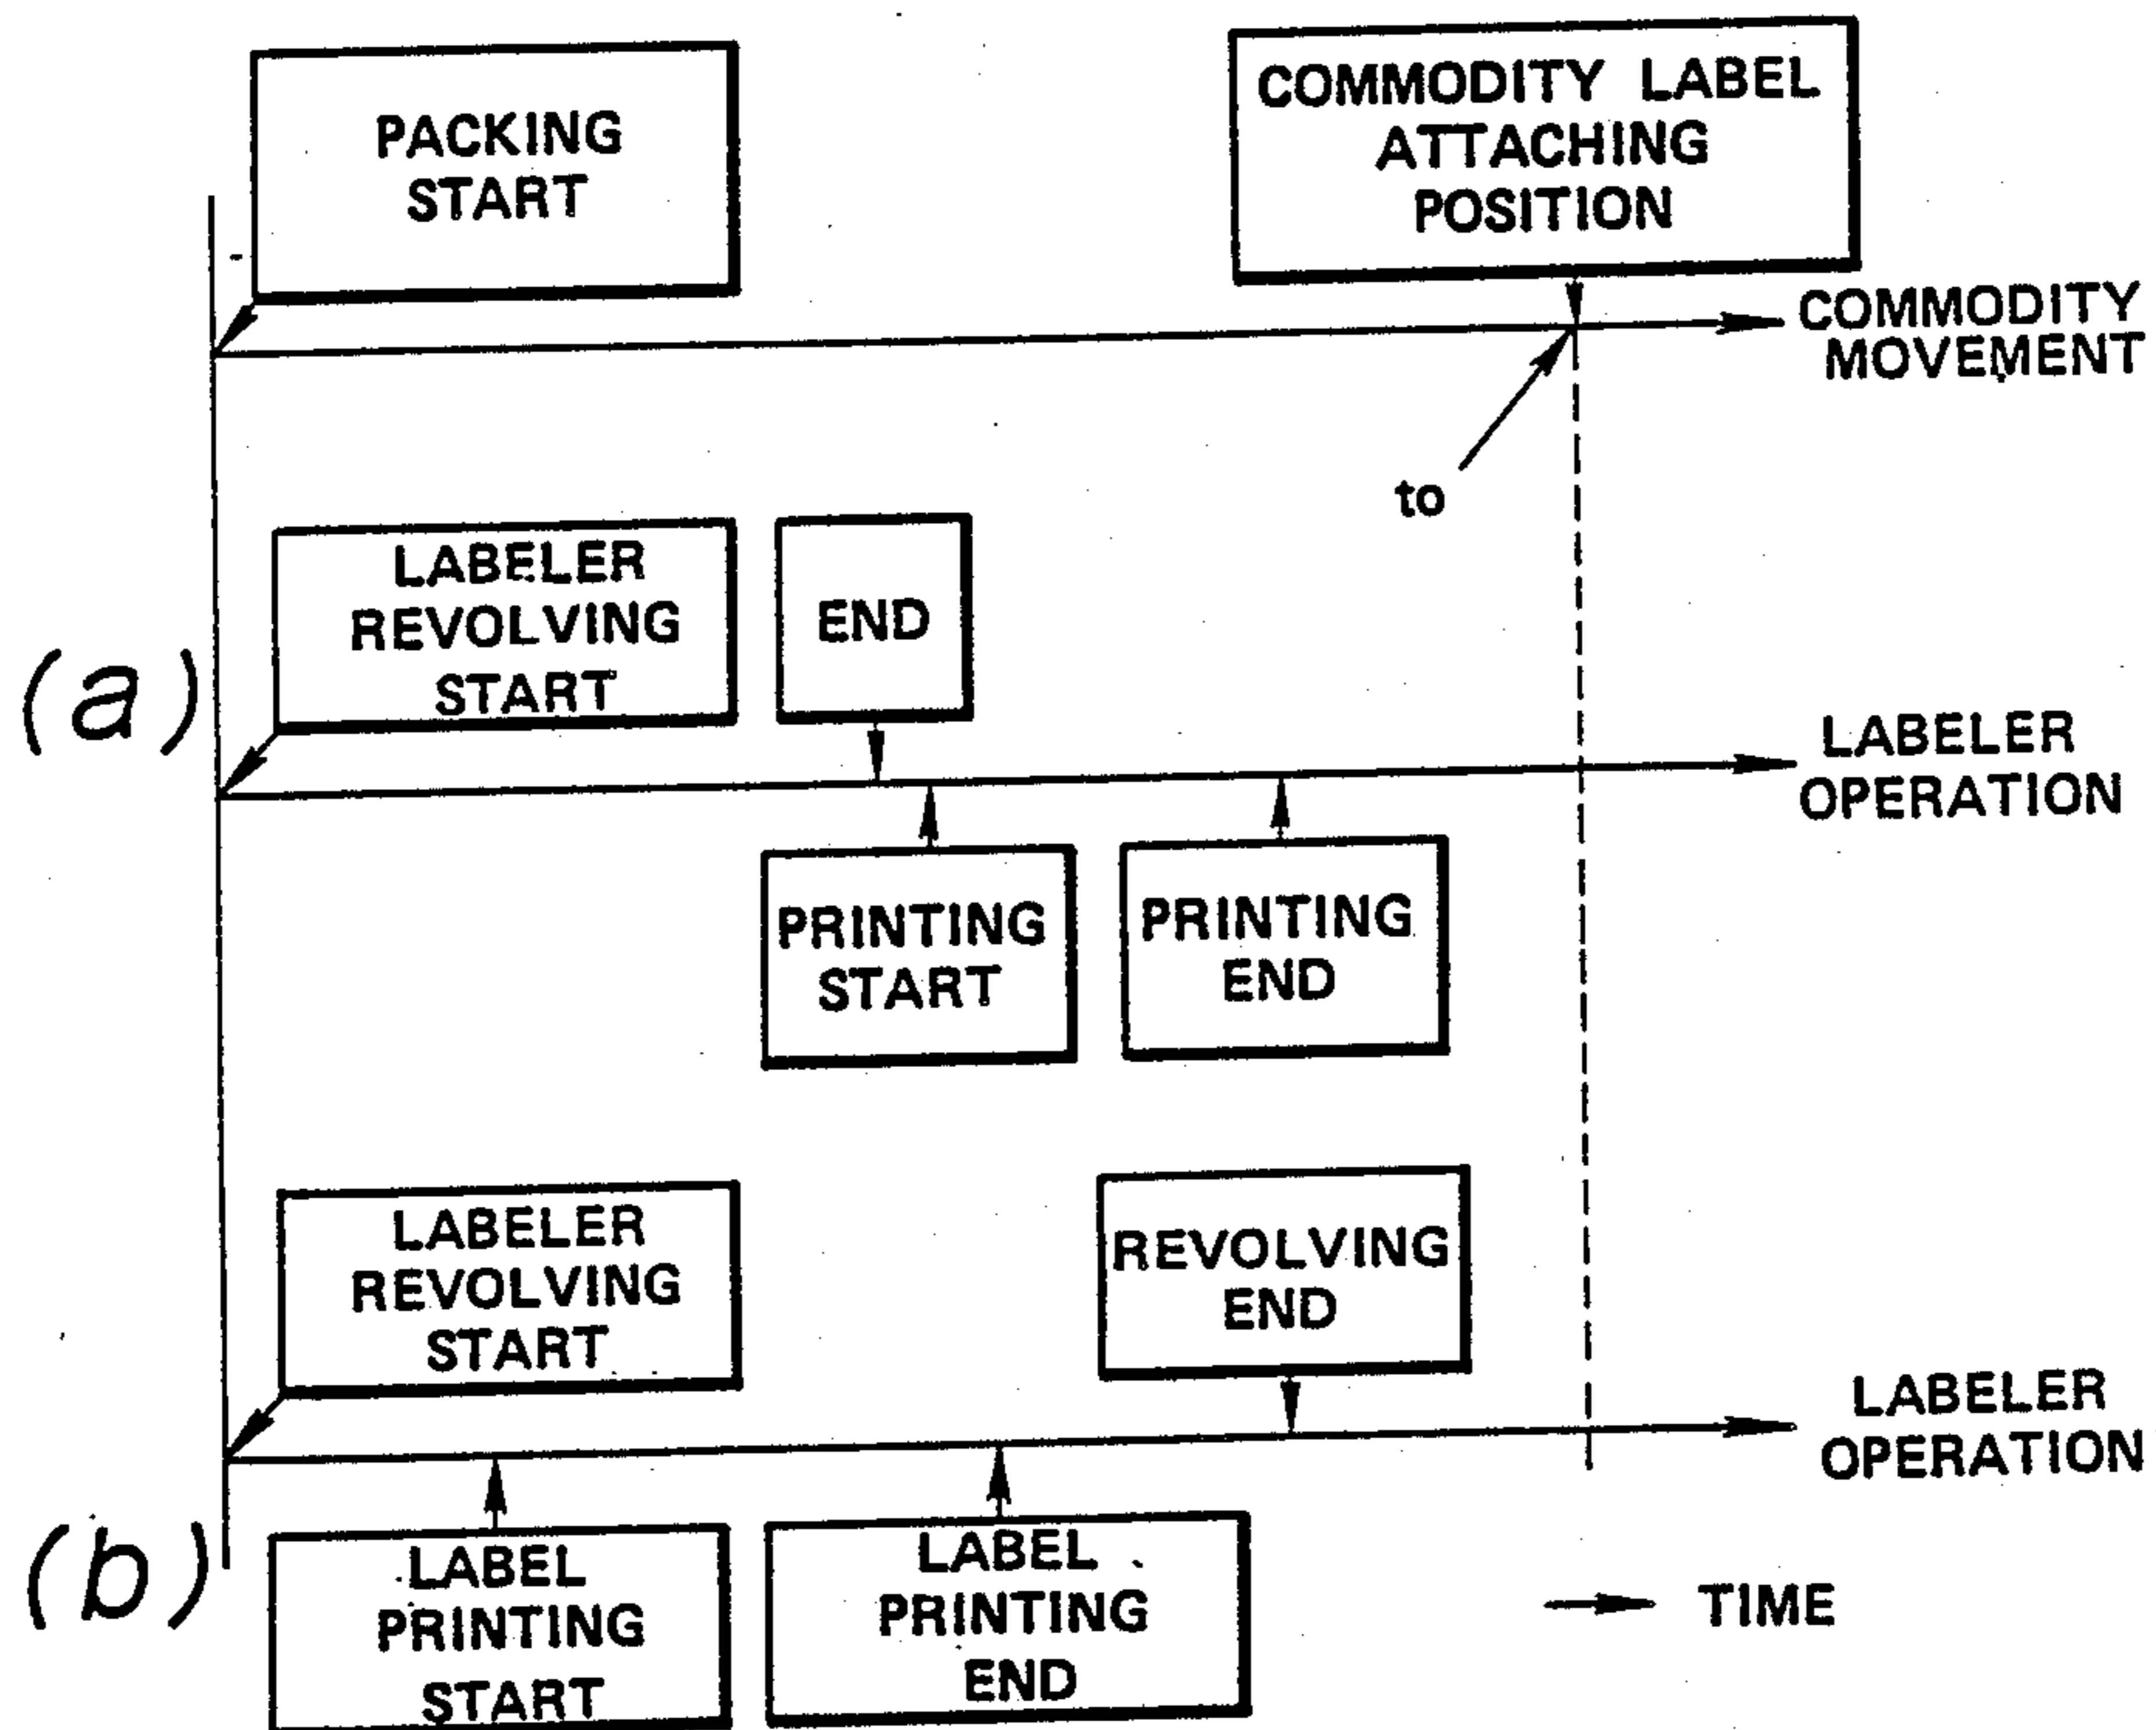 PACKING
START
COMMODITY LABEL
ATTACHING
POSITION
COMMODITY
MOVEMENT
to
(a)
LABELER
REVOLVING
START
END
LABELER
OPERATION
PRINTING
START
PRINTING
END
LABELER
REVOLVING
START
REVOLVING
END
LABELER
OPERATION
(b)
LABEL
PRINTING
START
LABEL
PRINTING
END
TIME